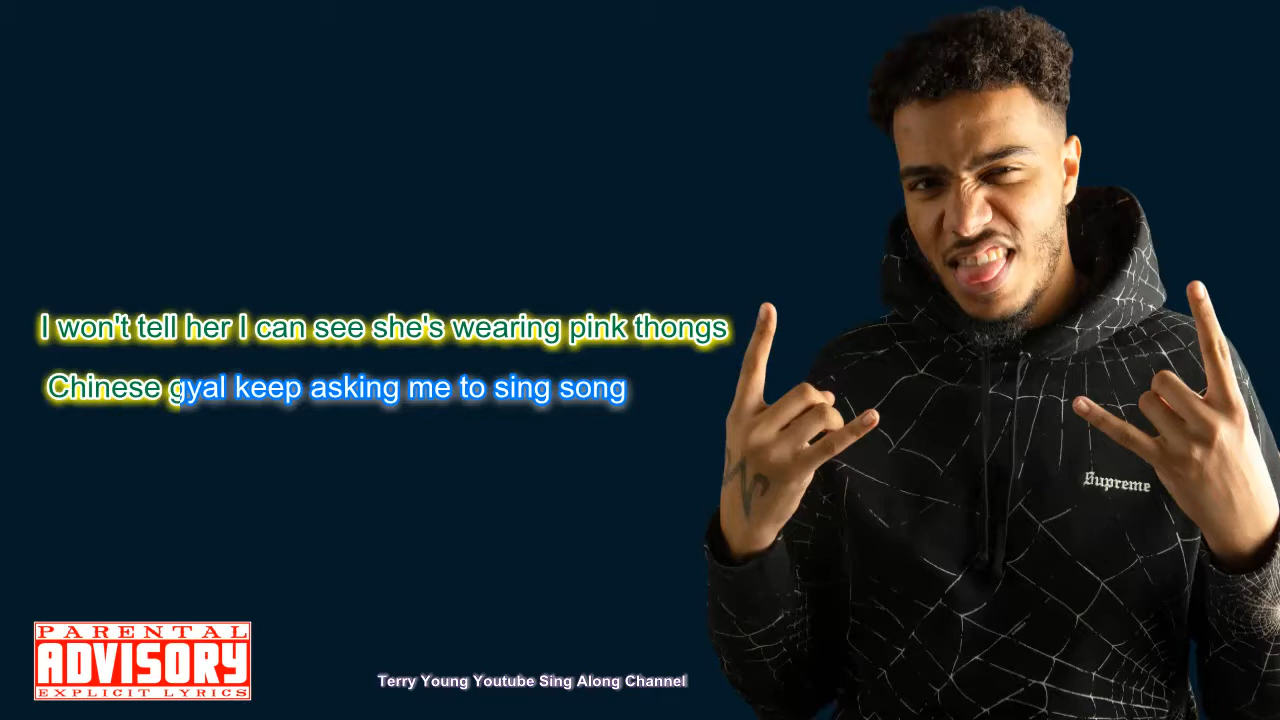 I won't tell her I can see she's wearing pink thongs
Chinese gyal keep asking me to sing song
Supreme
PARENTAL
ADVISORY
EXPLICIT LYRICS
Terry Young Youtube Sing Along Channel